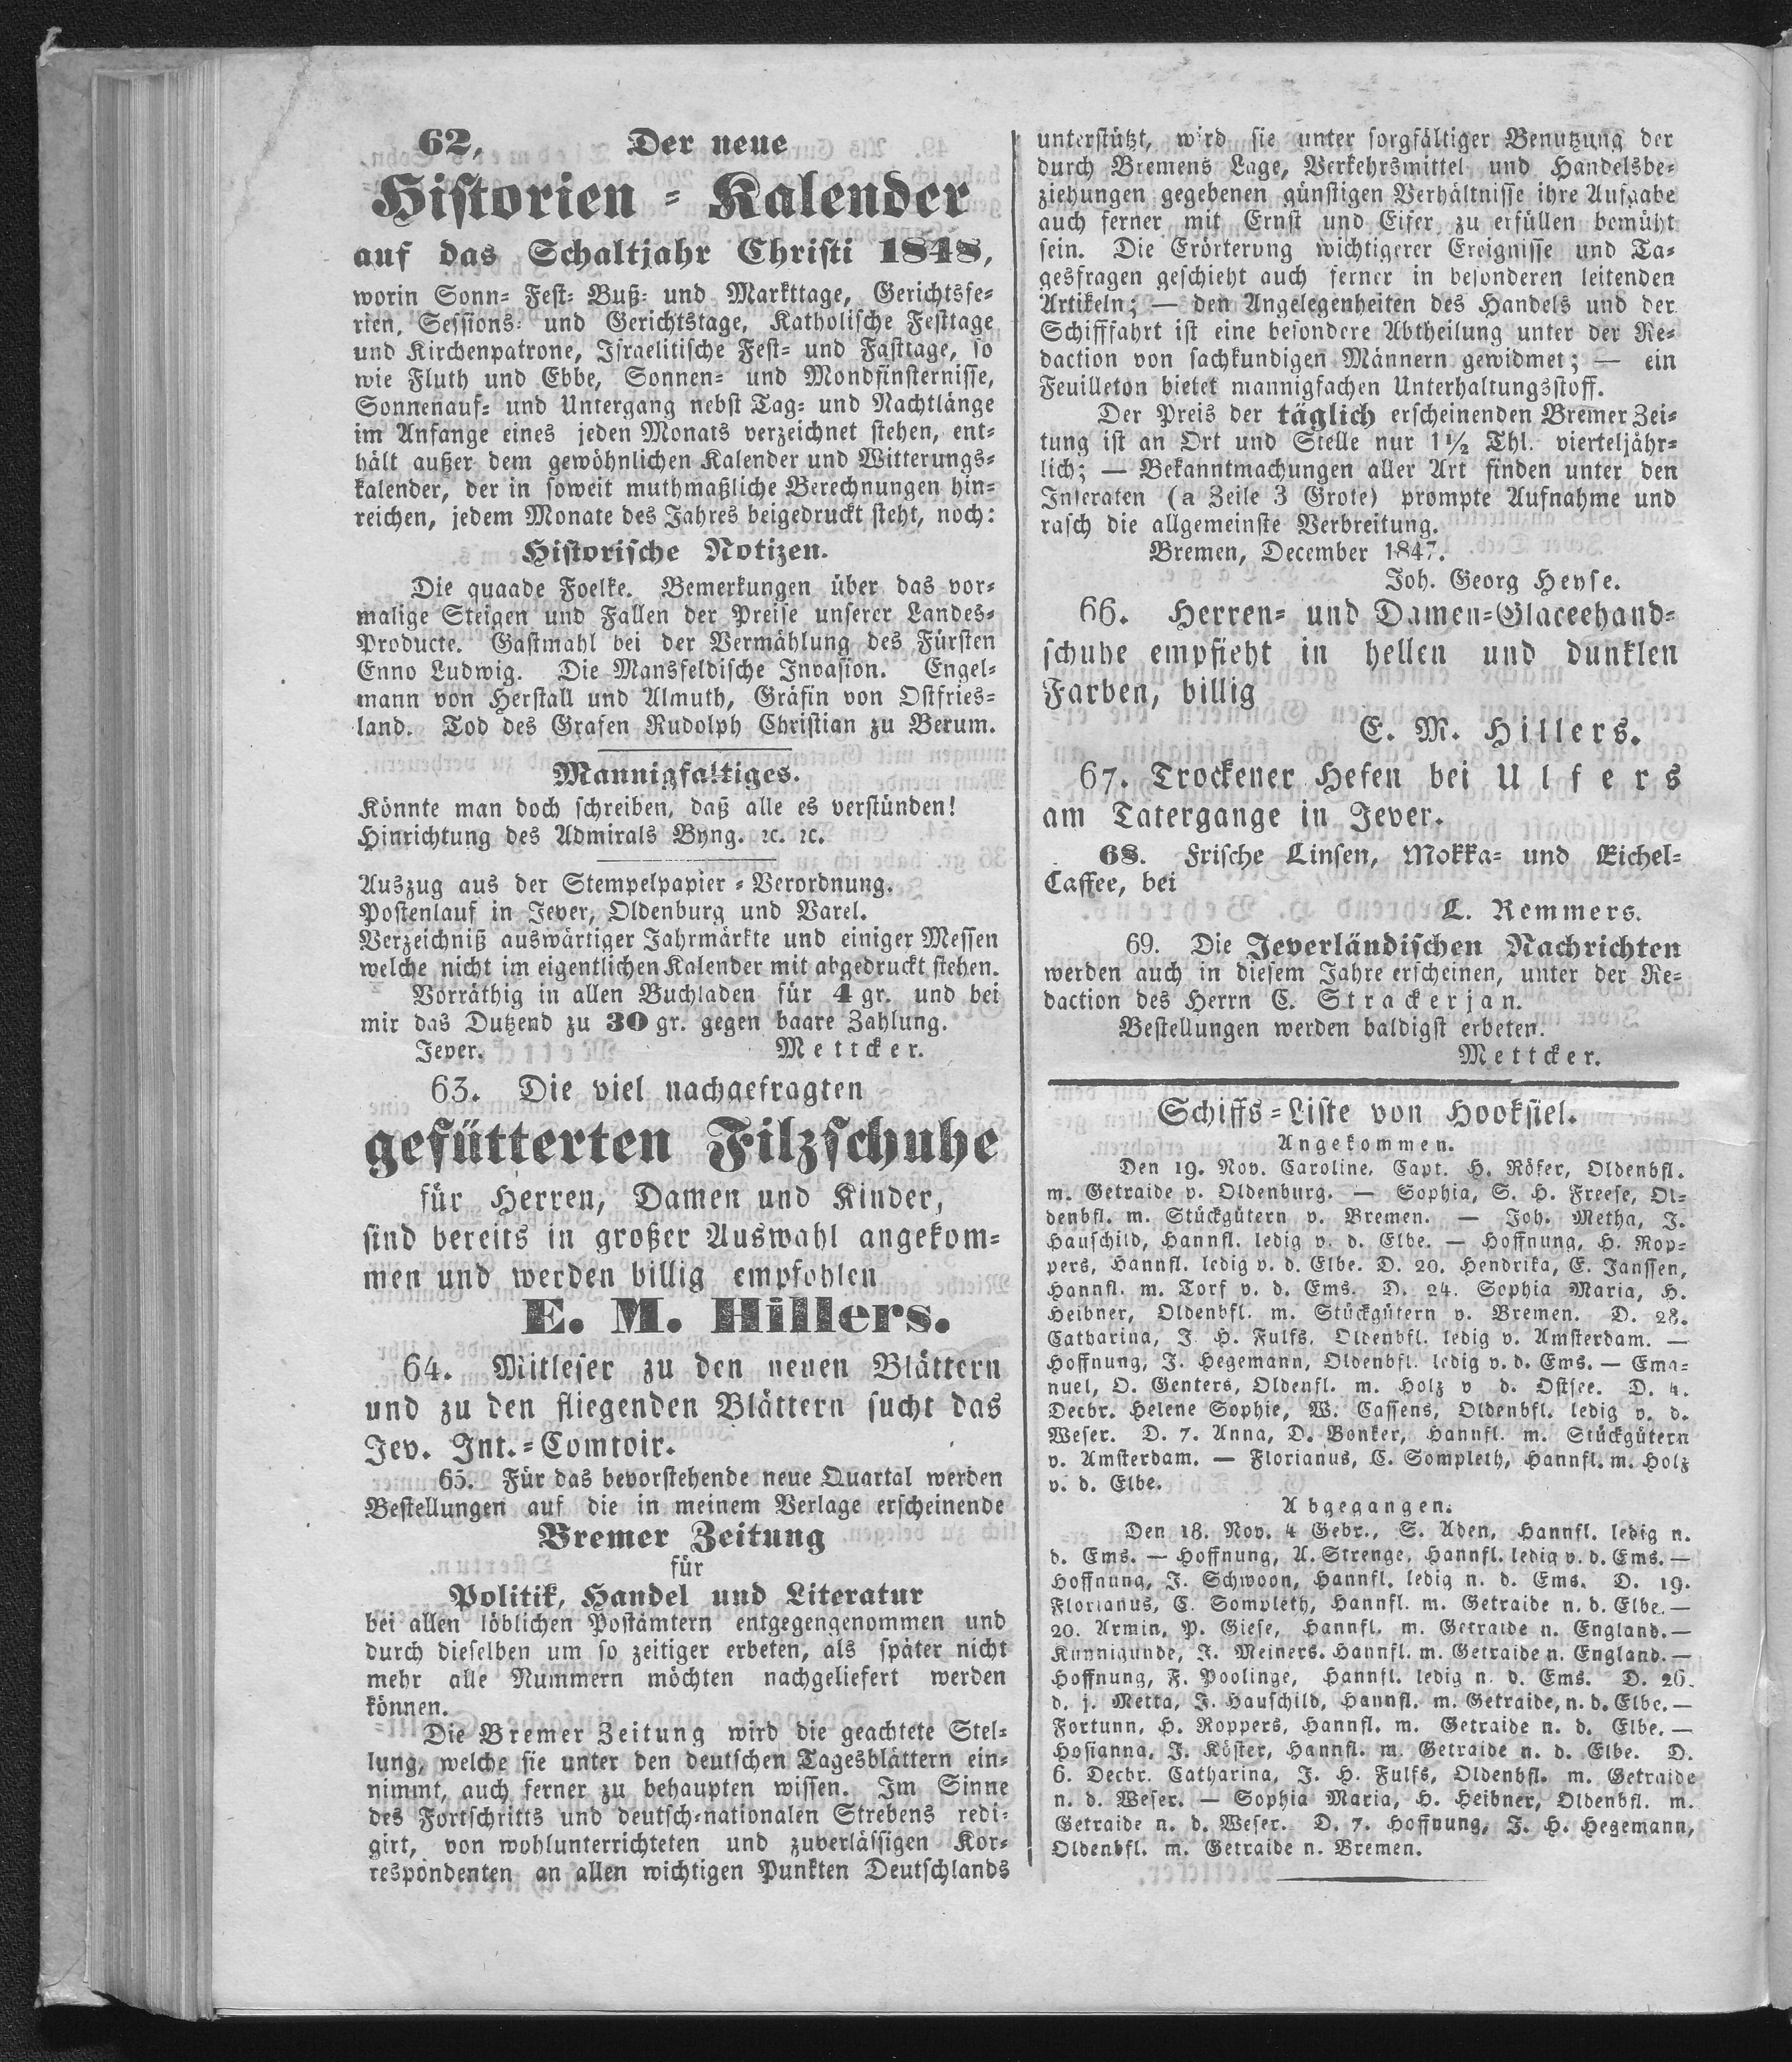 62, Der neue
Historien-Kalender
auf das Schaltjahr Christi 1848,
worin Sonn- Fest- Buß- und Markttage, Gerichtsfe-
rien, Sessions- und Gerichtstage, Katholische Festtage
und Kirchenpatrone, Israelitische Fest- und Fasttage, so
wie Fluth und Ebbe, Sonnen- und Mondfinsternisse,
Sonnenauf- und Untergang nebst Tag- und Nachtlänge
im Anfange eines jeden Monats verzeichnet stehen, ent-
hält außer dem gewöhnlichen Kalender und Witterungs-
kalender, der in soweit muthmaßliche Berechnungen hin-
reichen, jedem Monate des Jahres beigedruckt steht, noch:
Historische Notizen.
Die quaade Foelke. Bemerkungen über das vor-
malige Steigen und Fallen der Preise unserer Landes-
Producte. Gastmahl bei der Vermählung des Fürsten
Enno Ludwig. Die Mansfeldische Invasion. Engel-
mann von Herstall und Almuth, Gräfin von Ostfries-
land. Tod des Grafen Rudolph Christian zu Berum.
Mannigfaltiges.
Könnte man doch schreiben, daß alle es verstünden!
Hinrichtung des Admirals Byng. ꝛc. ꝛc.
Auszug aus der Stempelpapier-Verordnung.
Postenlauf in Jever, Oldenburg und Varel.
Verzeichniß auswärtiger Jahrmärkte und einiger Messen
welche nicht im eigentlichen Kalender mit abgedruckt stehen.
Vorräthig in allen Buchladen für 4 gr. und bei
mir das Dutzend zu 30 gr. gegen baare Zahlung.
Jever. Mettcker.
63. Die viel nachgefragten
gefütterten Filzschuhe
für Herren, Damen und Kinder,
sind bereits in großer Auswahl angekom-
men und werden billig empfohlen
E. M. Hillers.
64. Mitleser zu den neuen Blättern
und zu den fliegenden Blättern sucht das
Jev. Int.-Comtoir.
65. Für das bevorstehende neue Quartal werden
Bestellungen auf die in meinem Verlage erscheinende
Bremer Zeitung
für
Politik, Handel und Literatur
bei allen löblichen Postämtern entgegengenommen und
durch dieselben um so zeitiger erbeten, als später nicht
mehr alle Nummern möchten nachgeliefert werden
können.
Die Bremer Zeitung wird die geachtete Stel-
lung, welche sie unter den deutschen Tagesblättern ein-
nimmt, auch ferner zu behaupten wissen. Im Sinne
des Fortschritts und deutsch-nationalen Strebens redi-
girt, von wohlunterrichteten und zuverlässigen Kor-
respondenten an allen wichtigen Punkten Deutschlands
unterstützt, wird sie unter sorgfältiger Benutzung der
durch Bremens Lage, Verkehrsmittel und Handelsbe-
ziehungen gegebenen günstigen Verhältnisse ihre Aufgabe
auch ferner mit Ernst und Eifer zu erfüllen bemüht
sein. Die Erörterung wichtigerer Ereignisse und Ta-
gesfragen geschieht auch ferner in besonderen leitenden
Artikeln; — den Angelegenheiten des Handels und der
Schifffahrt ist eine besondere Abtheilung unter der Re-
daction von sachkundigen Männern gewidmet; — ein
Feuilleton bietet mannigfachen Unterhaltungsstoff.
Der Preis der täglich erscheinenden Bremer Zei-
tung ist an Ort und Stelle nur 1½ Thl. vierteljähr-
lich; — Bekanntmachungen aller Art finden unter den
Inseraten (a Zeile 3 Grote) prompte Aufnahme und
rasch die allgemeinste Verbreitung.
Bremen, December 1847.
Joh. Georg Heyse.
66. Herren- und Damen-Glaceehand-
schuhe empfieht in hellen und dunklen
Farben, billig
E. M. Hillers.
67. Trockener Hefen bei Ulfers
am Tatergange in Jever.
68. Frische Linsen, Mokka- und Eichel-
Caffee, bei
L. Remmers.
69. Die Jeverländischen Nachrichten
werden auch in diesem Jahre erscheinen, unter der Re-
daction des Herrn C. Strackerjan.
Bestellungen werden baldigst erbeten.
Mettcker.
Schiffs-Liste von Hooksiel.
Angekommen.
Den 19. Nov. Caroline, Capt. H. Röfer, Oldenbfl.
m. Getraide v. Oldenburg. — Sophia, S. H. Freese, Ol-
denbfl. m. Stückgütern v. Bremen. — Joh. Metha, J.
Hauschild, Hannfl. ledig v. d. Elbe. — Hoffnung, H. Rop-
pers, Hannfl. ledig v. d. Elbe. D. 20. Hendrika, E. Janssen,
Hannfl. m. Torf v. d. Ems. D. 24. Sophia Maria, H.
Heibner, Oldenbfl. m. Stückgütern v. Bremen. D. 28.
Catharina, J. H. Fulfs, Oldenbfl. ledig v. Amsterdam. —
Hoffnung, J. Hegemann, Oldenbfl. ledig v. d. Ems. — Ema-
nuel, O. Genters, Oldenfl. m. Holz v d. Ostsee. D. 4.
Decbr. Helene Sophie, W. Cassens, Oldenbfl. ledig v. d.
Weser. D. 7. Anna, D. Bonker, Hannfl. m. Stückgütern
v. Amsterdam. — Florianus, C. Sompleth, Hannfl. m. Holz
v. d. Elbe.
Abgegangen.
Den 18. Nov. 4 Gebr., S. Aden, Hannfl. ledig n.
d. Ems. — Hoffnung, A. Strenge, Hannfl. ledig v. d. Ems. —
Hoffnung, J. Schwoon, Hannfl. ledig n. d. Ems. D. 19.
Florianus, C. Sompleth, Hannfl. m. Getraide n. d. Elbe. —
20. Armin, P. Giese, Hannfl. m. Getraide n. England. —
Kunnigunde, J. Meiners. Hannfl. m. Getraide n. England. —
Hoffnung, F. Poolinge, Hannfl. ledig n. d. Ems. D. 26.
d. j. Metta, J. Hauschild, Hannfl. m. Getraide, n. d. Elbe. —
Fortunn, H. Roppers, Hannfl. m. Getraide n. d. Elbe. —
Hosianna, J. Köster, Hannfl. m. Getraide n. d. Elbe. D.
6. Decbr. Catharina, J. H. Fulfs, Oldenbfl. m. Getraide
n. d. Weser. — Sophia Maria, H. Heibner, Oldenbfl. m.
Getraide n. d. Weser. D. 7. Hoffnung, J. H. Hegemann,
Oldenbfl. m. Getraide n. Bremen.